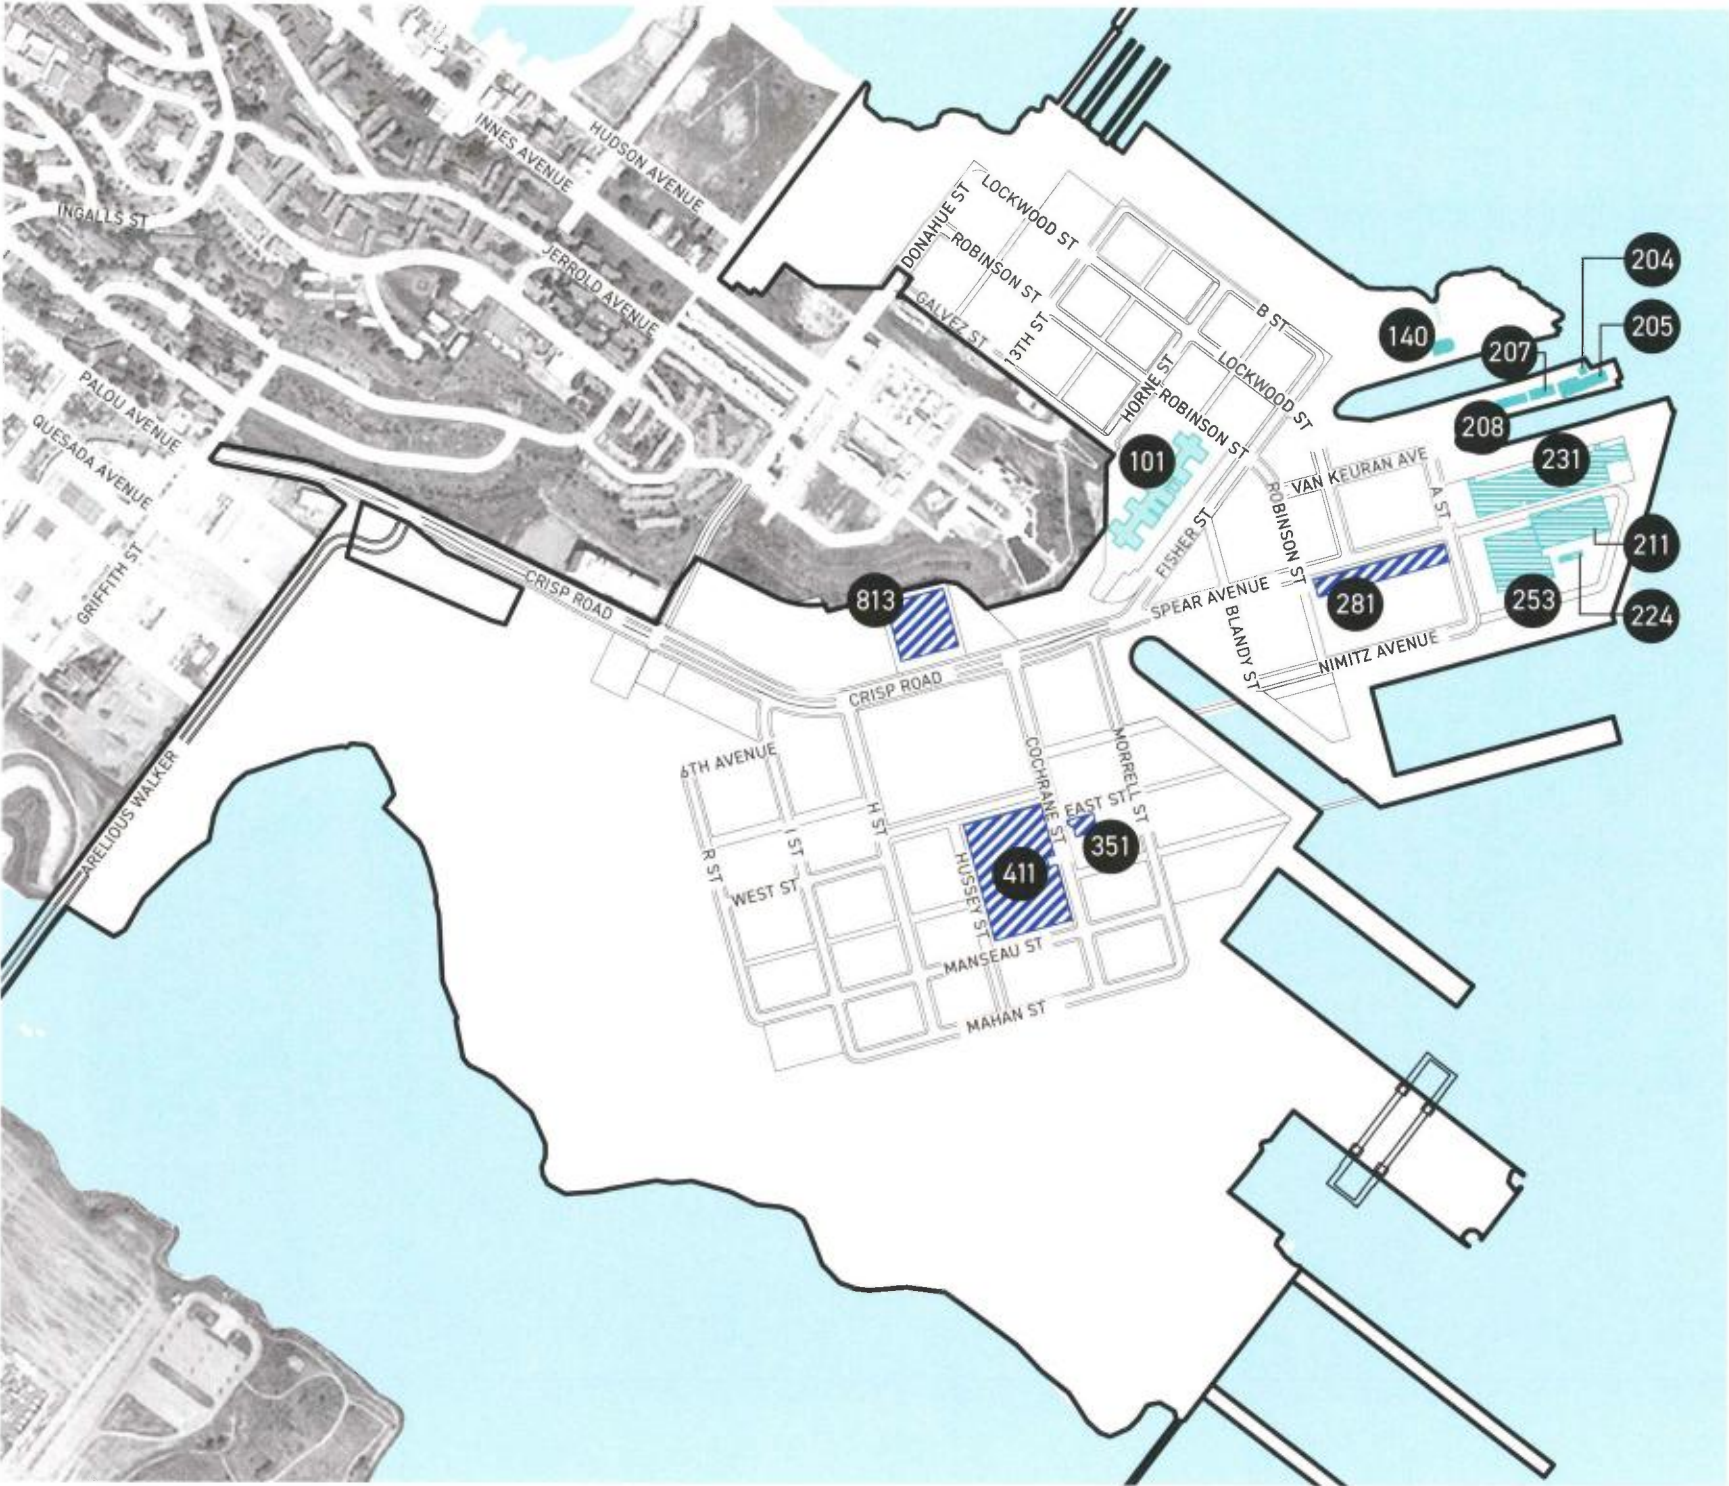 INNES AVENUE
HUDSON AVENUE
INGALLS ST
JERROLD AVENUE
PALOU AVENUE
QUESADA AVENUE
GRIFFITH ST
CRISP ROAD
ARELIOUS WALKER
DONAHUE ST
LOCKWOOD ST
ROBINSON ST
GALVEZ ST
13TH ST
B ST
LOCKWOOD ST
HORNE ST
ROBINSON ST
204
205
140
207
208
101
231
VAN KEURAN AVE
A ST
ROBINSON ST
FISHER ST
211
813
SPEAR AVENUE
281
253
224
BLANDY ST
NIMITZ AVENUE
CRISP ROAD
6TH AVENUE
COCHRANE ST
MORRELL ST
EAST ST
H ST
I ST
R ST
WEST ST
HUSSEY ST
411
351
MANSEAU ST
MAHAN ST